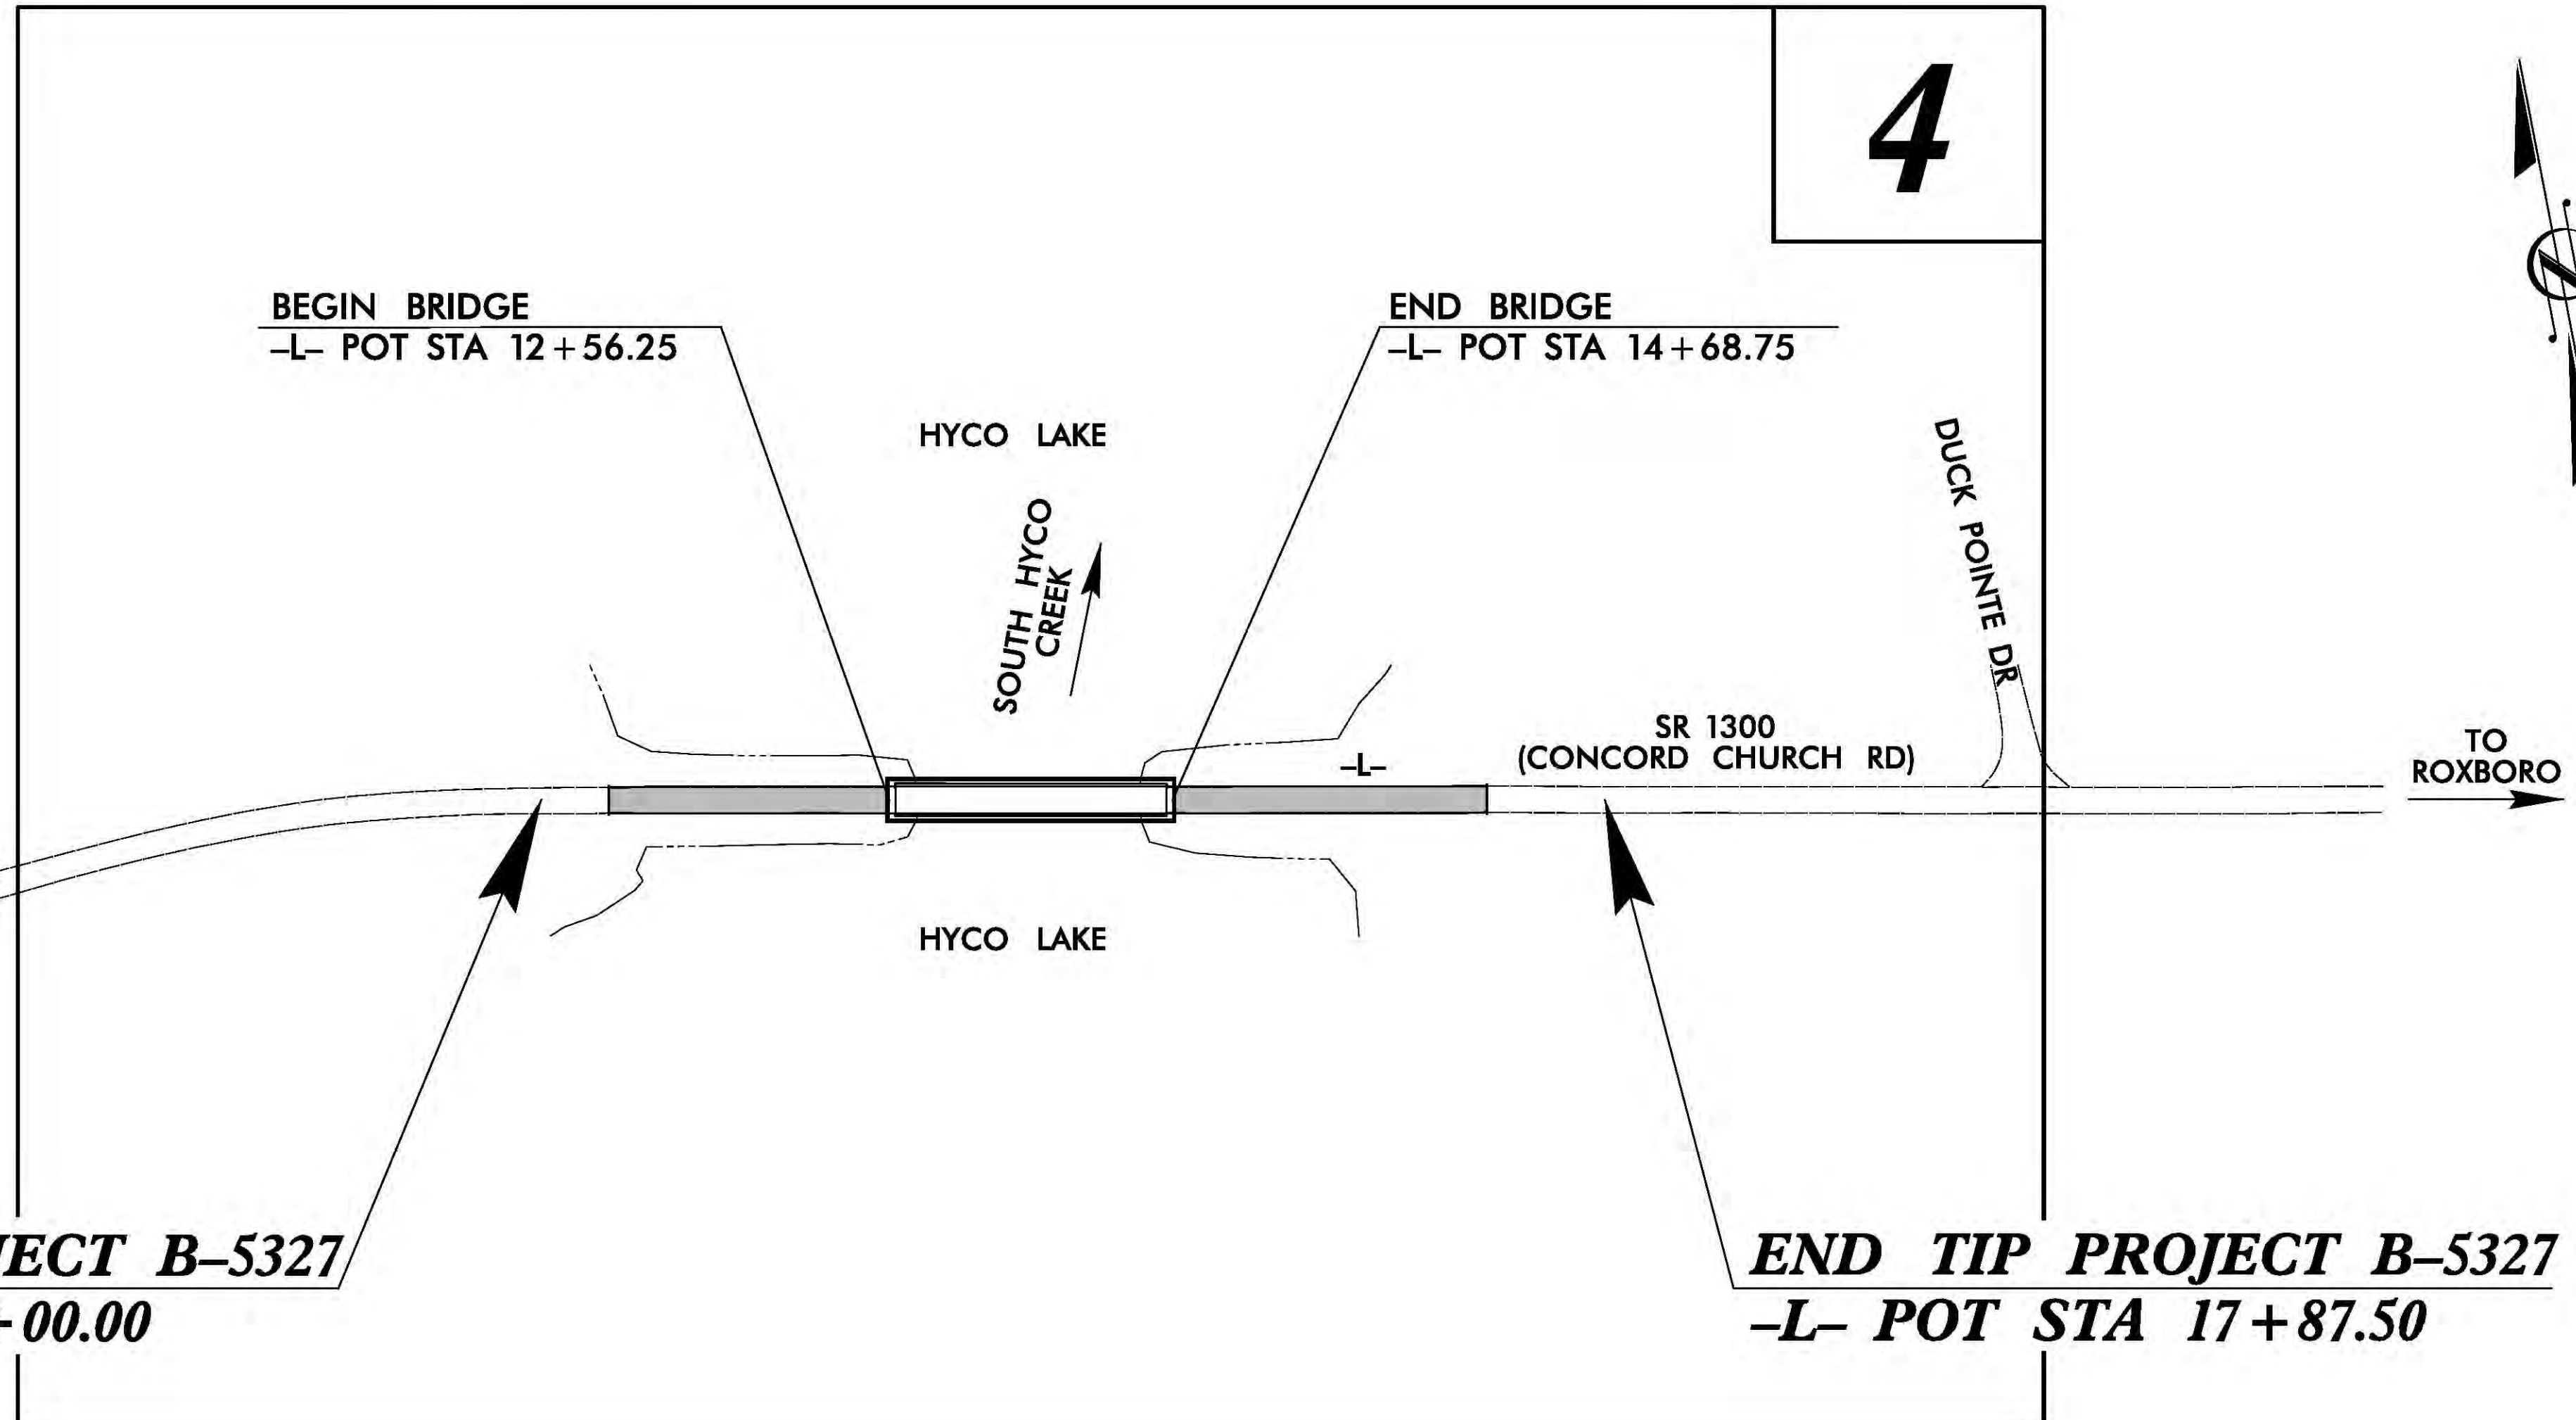 4
BEGIN BRIDGE
–L– POT STA 12+56.25
END BRIDGE
–L– POT STA 14+68.75
HYCO LAKE
SOUTH HYCO
CREEK
DUCK POINTE DR
–L–
SR 1300
(CONCORD CHURCH RD)
TO
ROXBORO
HYCO LAKE
B–5327
+00.00
END TIP PROJECT B–5327
–L– POT STA 17+87.50